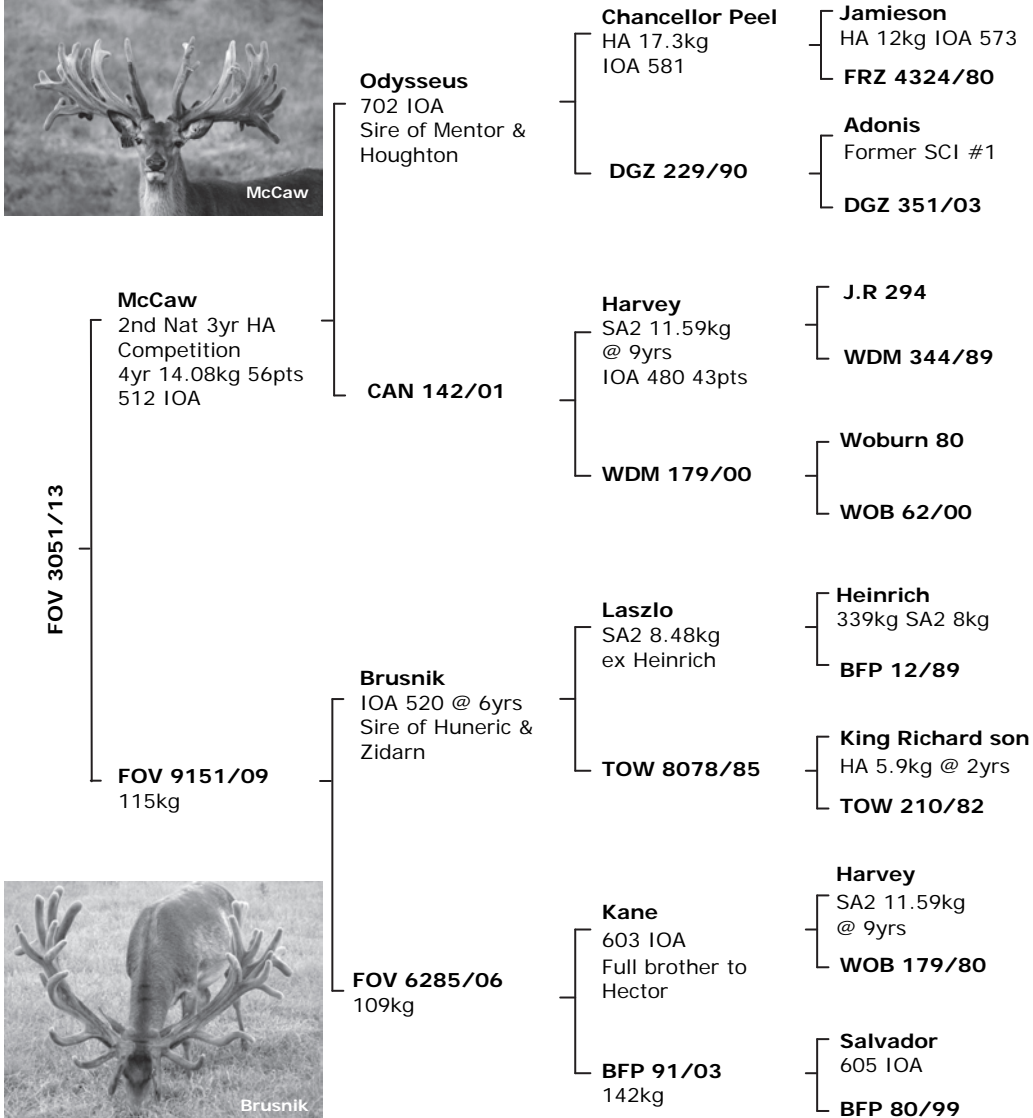 McCaw
FOV 3051/13
McCaw
2nd Nat 3yr HA
Competition
4yr 14.08kg 56pts
512 IOA
FOV 9151/09
115kg
Odysseus
702 IOA
Sire of Mentor &
Houghton
CAN 142/01
Brusnik
IOA 520 @ 6yrs
Sire of Huneric &
Zidarn
FOV 6285/06
109kg
Chancellor Peel
HA 17.3kg
IOA 581
DGZ 229/90
Harvey
SA2 11.59kg
@ 9yrs
IOA 480 43pts
WDM 179/00
Laszlo
SA2 8.48kg
ex Heinrich
TOW 8078/85
Kane
603 IOA
Full brother to
Hector
BFP 91/03
142kg
Jamieson
HA 12kg IOA 573
FRZ 4324/80
Adonis
Former SCI #1
DGZ 351/03
J.R 294
WDM 344/89
Woburn 80
WOB 62/00
Heinrich
339kg SA2 8kg
BFP 12/89
King Richard son
HA 5.9kg @ 2yrs
TOW 210/82
Harvey
SA2 11.59kg
@ 9yrs
WOB 179/80
Salvador
605 IOA
BFP 80/99
Brusnik